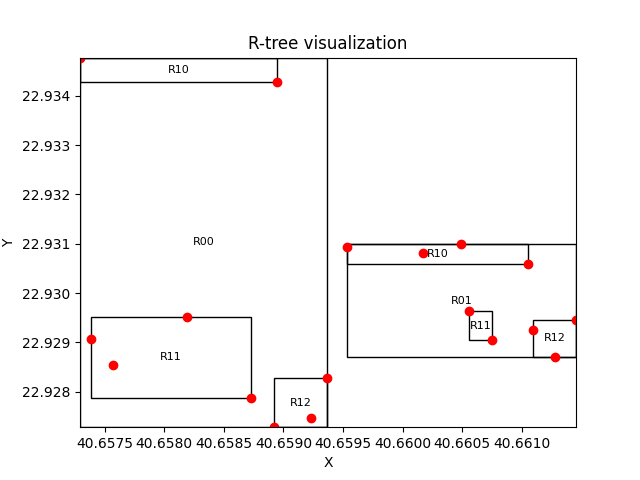 R-tree visualization
R10
22.934
22.933
22.932
Y
22.931
22.930
22.929
22.928
R00
R10
R01
R11
R12
R11
R12
40.6575 40.6580 40.6585 40.6590 40.6595 40.6600 40.6605 40.6610
X